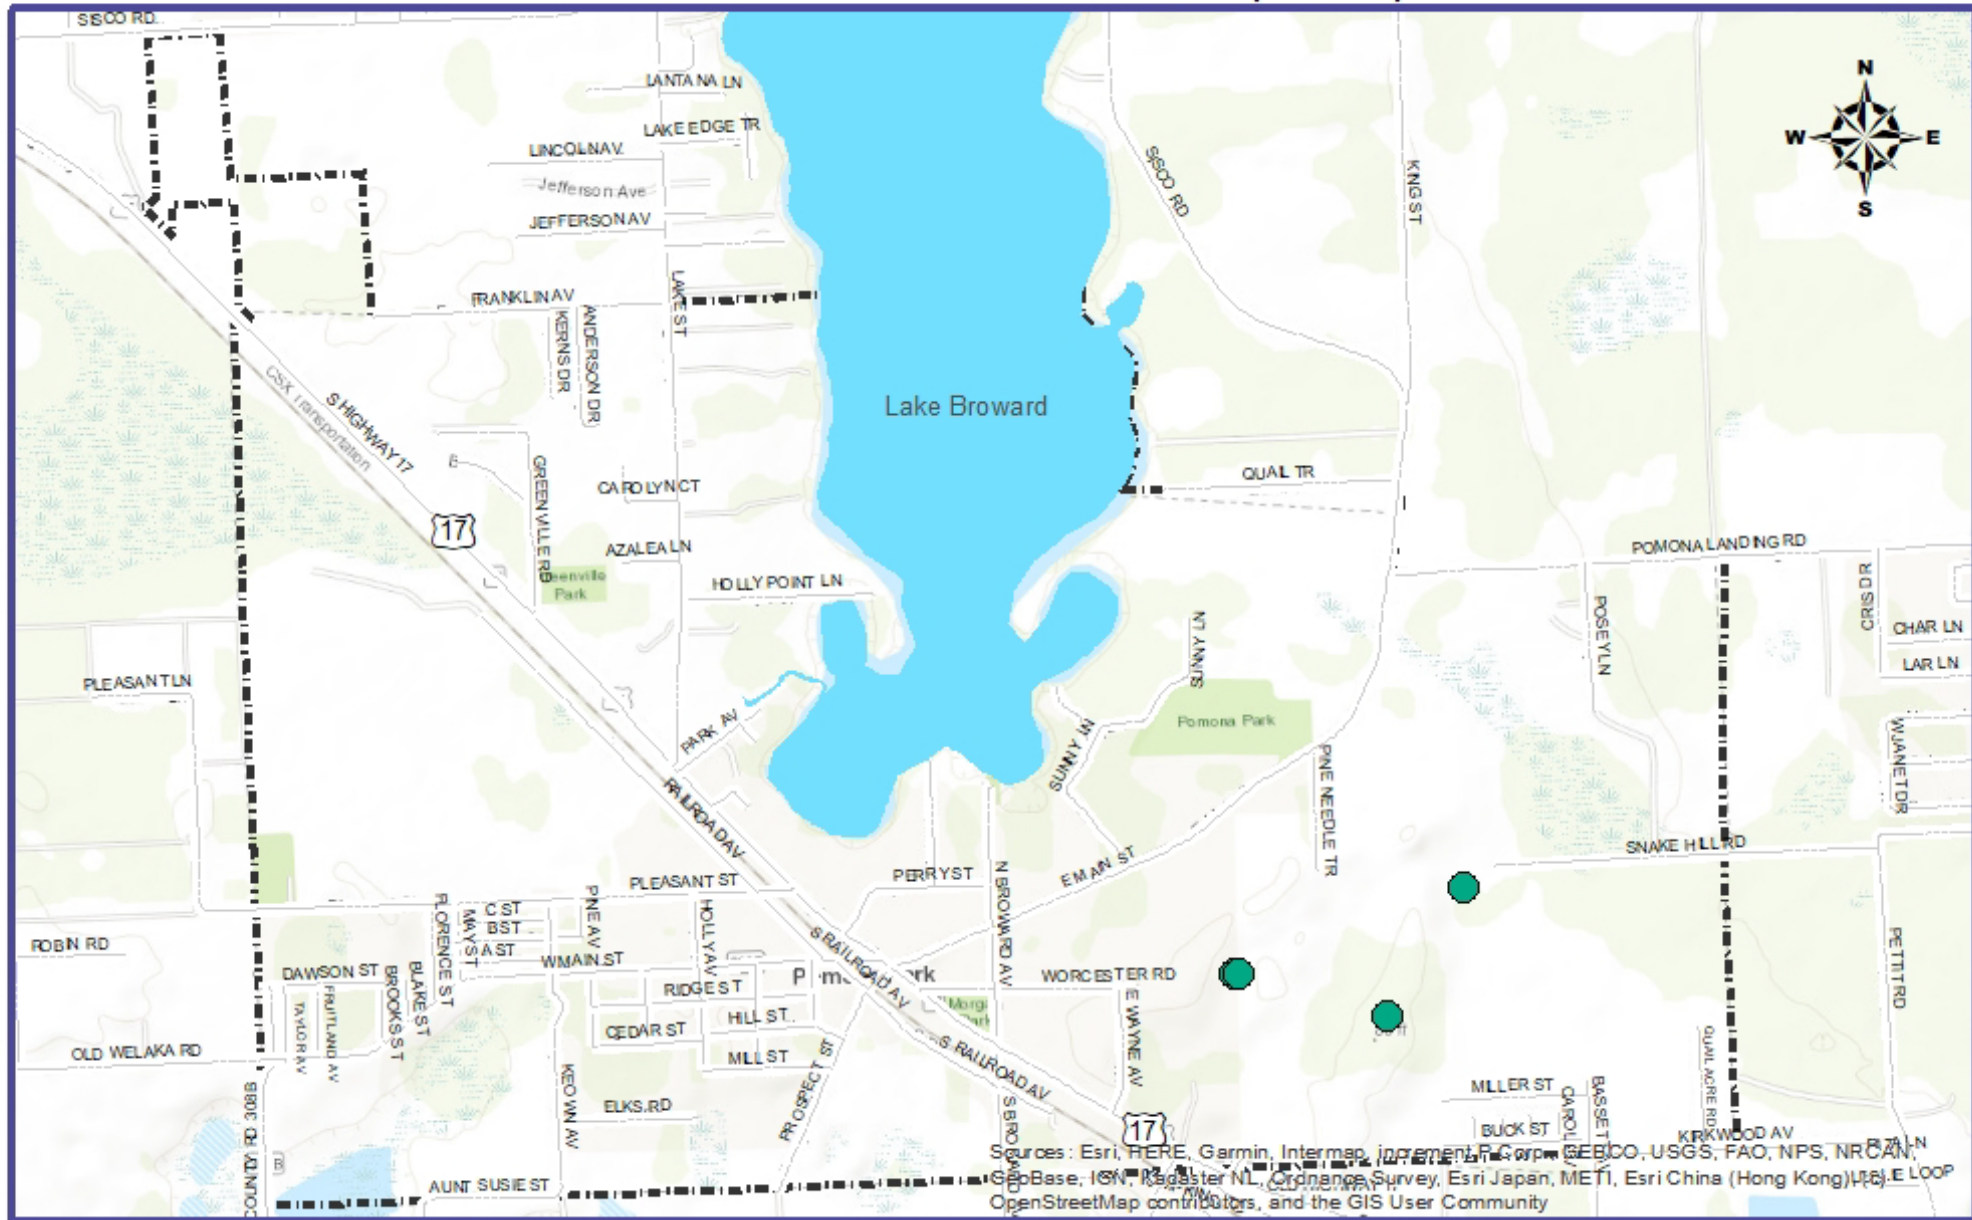 SISCO RD.
N
W
E
S
LANTANA LN
LAKE EDGE TR
LINCOLN AV
Jefferson Ave
JEFFERSON AV
SISCO RD
KING ST
FRANKLIN AV
LAKE ST
KERNS DR
ANDERSON DR
CSX Transportation
S HIGHWAY 17
Lake Broward
GREENVILLE RD
CAROLYN CT
QUAIL TR
17
AZALEA LN
HOLLY POINT LN
Park
POMONA LANDING RD
CRIS DR
POSEY LN
CHAR LN
LAR LN
SUNNY LN
PLEASANT LN
PARK AV
Pomona Park
SUNNY LN
W JANET DR
PINE NEEDLE TR
RAILROAD AV
SNAKE HILL RD
E MAIN ST
PERRY ST
PLEASANT ST
N BROWARD AV
FLORENCE ST
MAYS ST
C ST
B ST
A ST
PINE AV
HOLLY AV
ROBIN RD
W MAIN ST
S RAILROAD AV
WORCESTER RD
PETTIT RD
DAWSON ST
BROOKS ST
BLAKE ST
TAYLOR AV
FRUITLAND AV
RIDGE ST
CEDAR ST
HILL ST
MILL ST
E WAYNE AV
OLD WELAKA RD
S RAILROAD AV
PROSPECT ST
KEOWN AV
ELKS RD
COUNTY RD 308B
MILLER ST
BUCK ST
QUAIL ACRE RD
KIRKWOOD AV
17
AUNT SUSIE ST
Sources: Esri, HERE, Garmin, Intermap, increment P Corp., GEBCO, USGS, FAO, NPS, NRCAN,
GeoBase, IGN, Kadaster NL, Ordnance Survey, Esri Japan, METI, Esri China (Hong Kong), (c)
OpenStreetMap contributors, and the GIS User Community